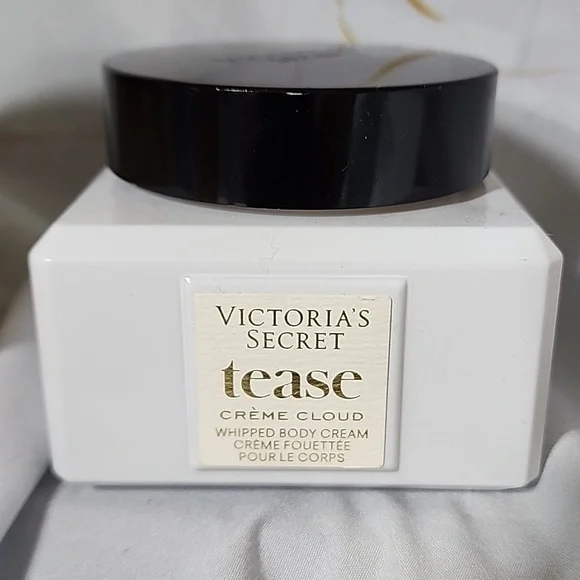 VICTORIA'S
SECRET
tease
CRÈME CLOUD
WHIPPED BODY CREAM
CRÈME FOUETTÉE
POUR LE CORPS